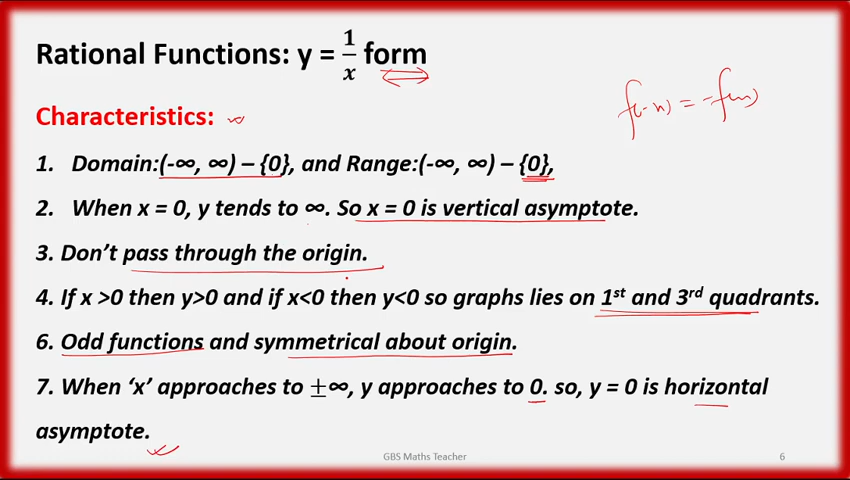 Rational Functions: y = 1/x form
f(-x) = -f(x)
Characteristics:
1. Domain:(-∞, ∞) – {0}, and Range:(-∞, ∞) – {0},
2. When x = 0, y tends to ∞. So x = 0 is vertical asymptote.
3. Don’t pass through the origin.
4. If x >0 then y>0 and if x<0 then y<0 so graphs lies on 1st and 3rd quadrants.
6. Odd functions and symmetrical about origin.
7. When ‘x’ approaches to ±∞, y approaches to 0. so, y = 0 is horizontal
asymptote.
GBS Maths Teacher
6